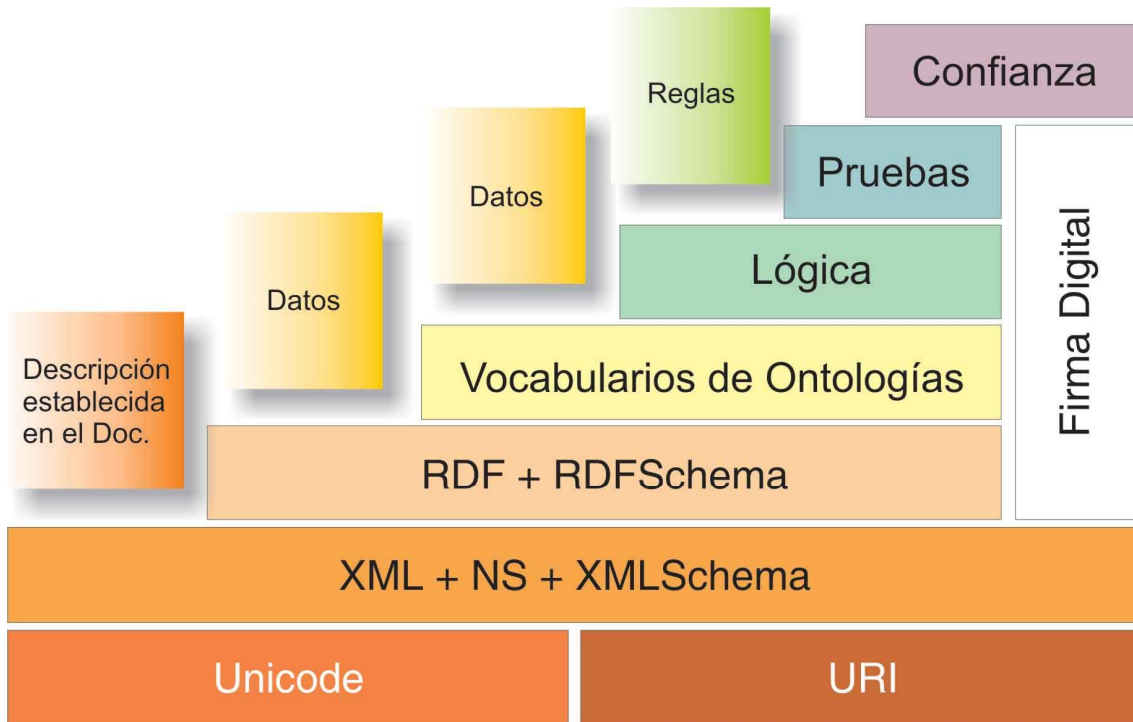 Confianza
Reglas
Pruebas
Datos
Lógica
Firma Digital
Datos
Vocabularios de Ontologías
Descripción
establecida
en el Doc.
RDF + RDFSchema
XML + NS + XMLSchema
Unicode
URI